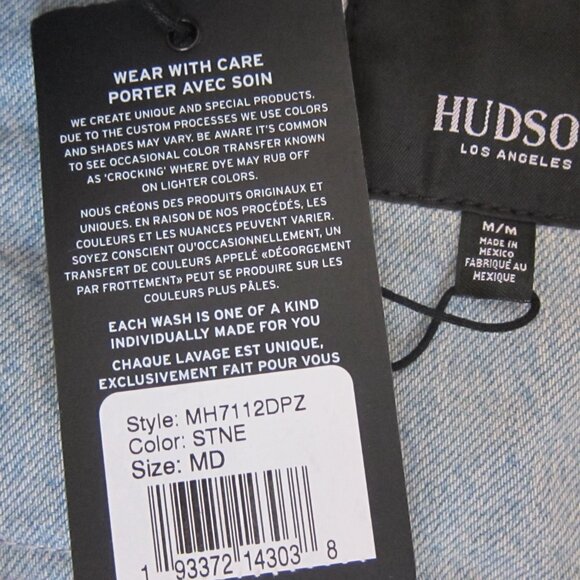 WEAR WITH CARE
PORTER AVEC SOIN
WE CREATE UNIQUE AND SPECIAL PRODUCTS.
DUE TO THE CUSTOM PROCESSES WE USE COLORS
AND SHADES MAY VARY. BE AWARE IT'S COMMON
TO SEE OCCASIONAL COLOR TRANSFER KNOWN
AS 'CROCKING' WHERE DYE MAY RUB OFF
ON LIGHTER COLORS.
NOUS CRÉONS DES PRODUITS ORIGINAUX ET
UNIQUES. EN RAISON DE NOS PROCÉDÉS, LES
COULEURS ET LES NUANCES PEUVENT VARIER.
SOYEZ CONSCIENT QU'OCCASIONNELLEMENT, UN
TRANSFERT DE COULEURS APPELÉ «DÉGORGEMENT
PAR FROTTEMENT» PEUT SE PRODUIRE SUR LES
COULEURS PLUS PÂLES.
EACH WASH IS ONE OF A KIND
INDIVIDUALLY MADE FOR YOU
CHAQUE LAVAGE EST UNIQUE,
EXCLUSIVEMENT FAIT POUR VOUS
Style: MH7112DPZ
Color: STNE
Size: MD
1 93372 14303 8
HUDSO
LOS ANGELES
M/M
MADE IN
MEXICO
FABRIQUÉ AU
MEXIQUE